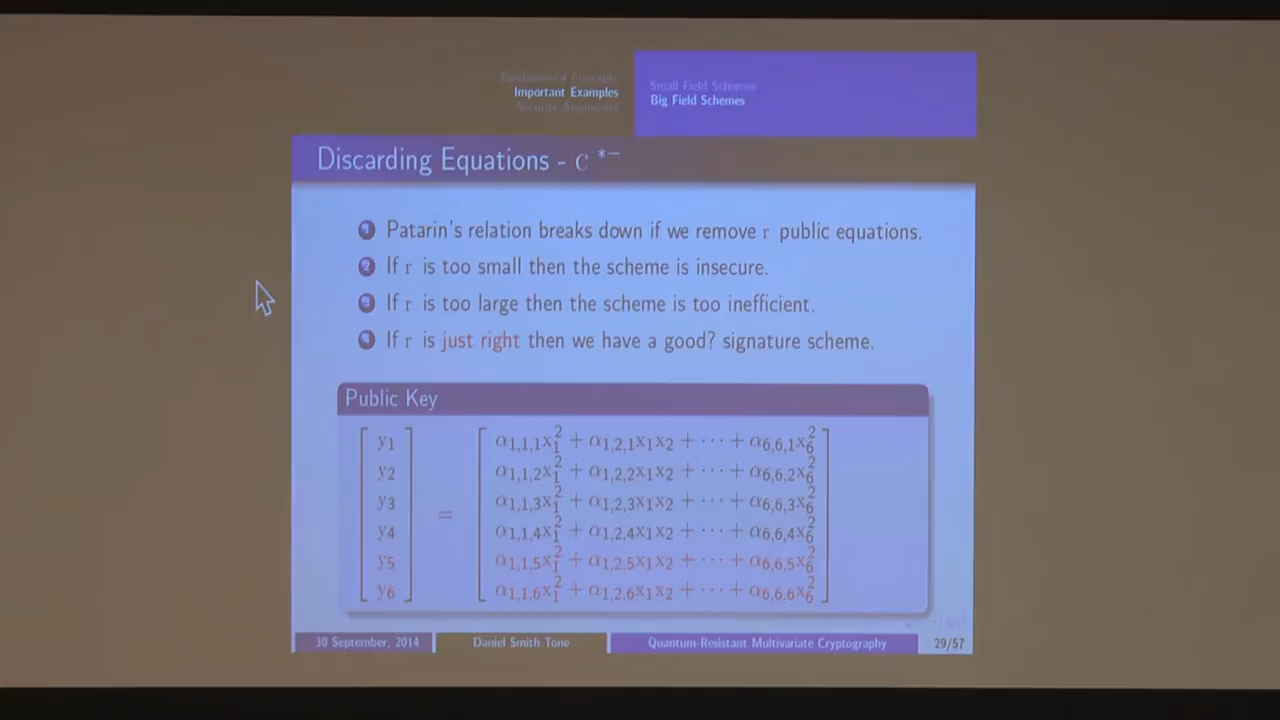 Fundamental Concepts
Important Examples
Security Arguments
Small Field Schemes
Big Field Schemes
Discarding Equations - C *−
1 Patarin's relation breaks down if we remove r public equations.
2 If r is too small then the scheme is insecure.
3 If r is too large then the scheme is too inefficient.
4 If r is just right then we have a good? signature scheme.
Public Key
y1 α1,1,1x1² + α1,2,1x1x2 + ⋯ + α6,6,1x6²
y2 α1,1,2x1² + α1,2,2x1x2 + ⋯ + α6,6,2x6²
y3 α1,1,3x1² + α1,2,3x1x2 + ⋯ + α6,6,3x6²
=
y4 α1,1,4x1² + α1,2,4x1x2 + ⋯ + α6,6,4x6²
y5 α1,1,5x1² + α1,2,5x1x2 + ⋯ + α6,6,5x6²
y6 α1,1,6x1² + α1,2,6x1x2 + ⋯ + α6,6,6x6²
30 September, 2014 Daniel Smith-Tone Quantum-Resistant Multivariate Cryptography 29/57